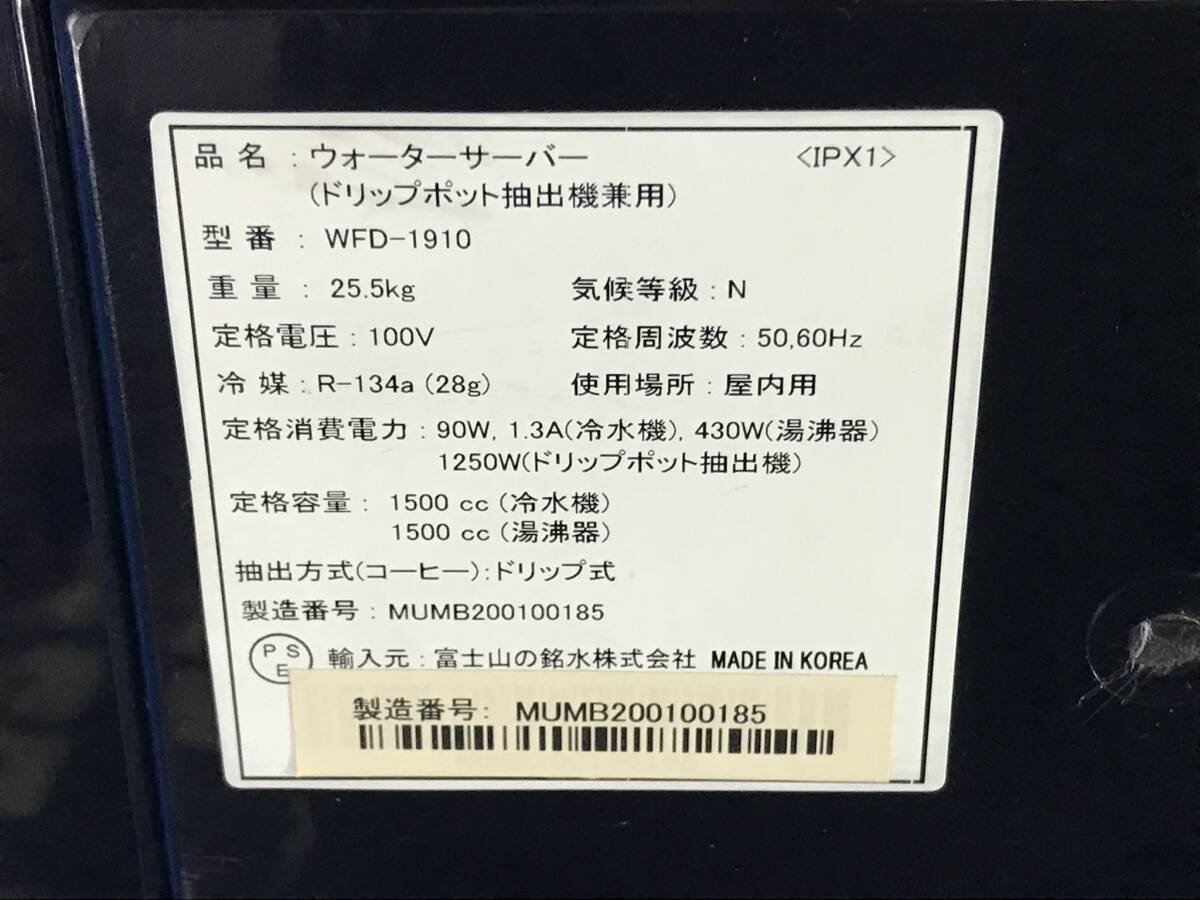 品名：ウォーターサーバー　<IPX1>
(ドリップポット抽出機兼用)
型番：WFD-1910
重量：25.5kg　気候等級：N
定格電圧：100V　定格周波数：50,60Hz
冷媒：R-134a (28g)　使用場所：屋内用
定格消費電力：90W, 1.3A(冷水機), 430W(湯沸器)
1250W(ドリップポット抽出機)
定格容量：1500 cc (冷水機)
1500 cc (湯沸器)
抽出方式(コーヒー)：ドリップ式
製造番号：MUMB200100185
PSE 輸入元：富士山の銘水株式会社 MADE IN KOREA
製造番号： MUMB200100185